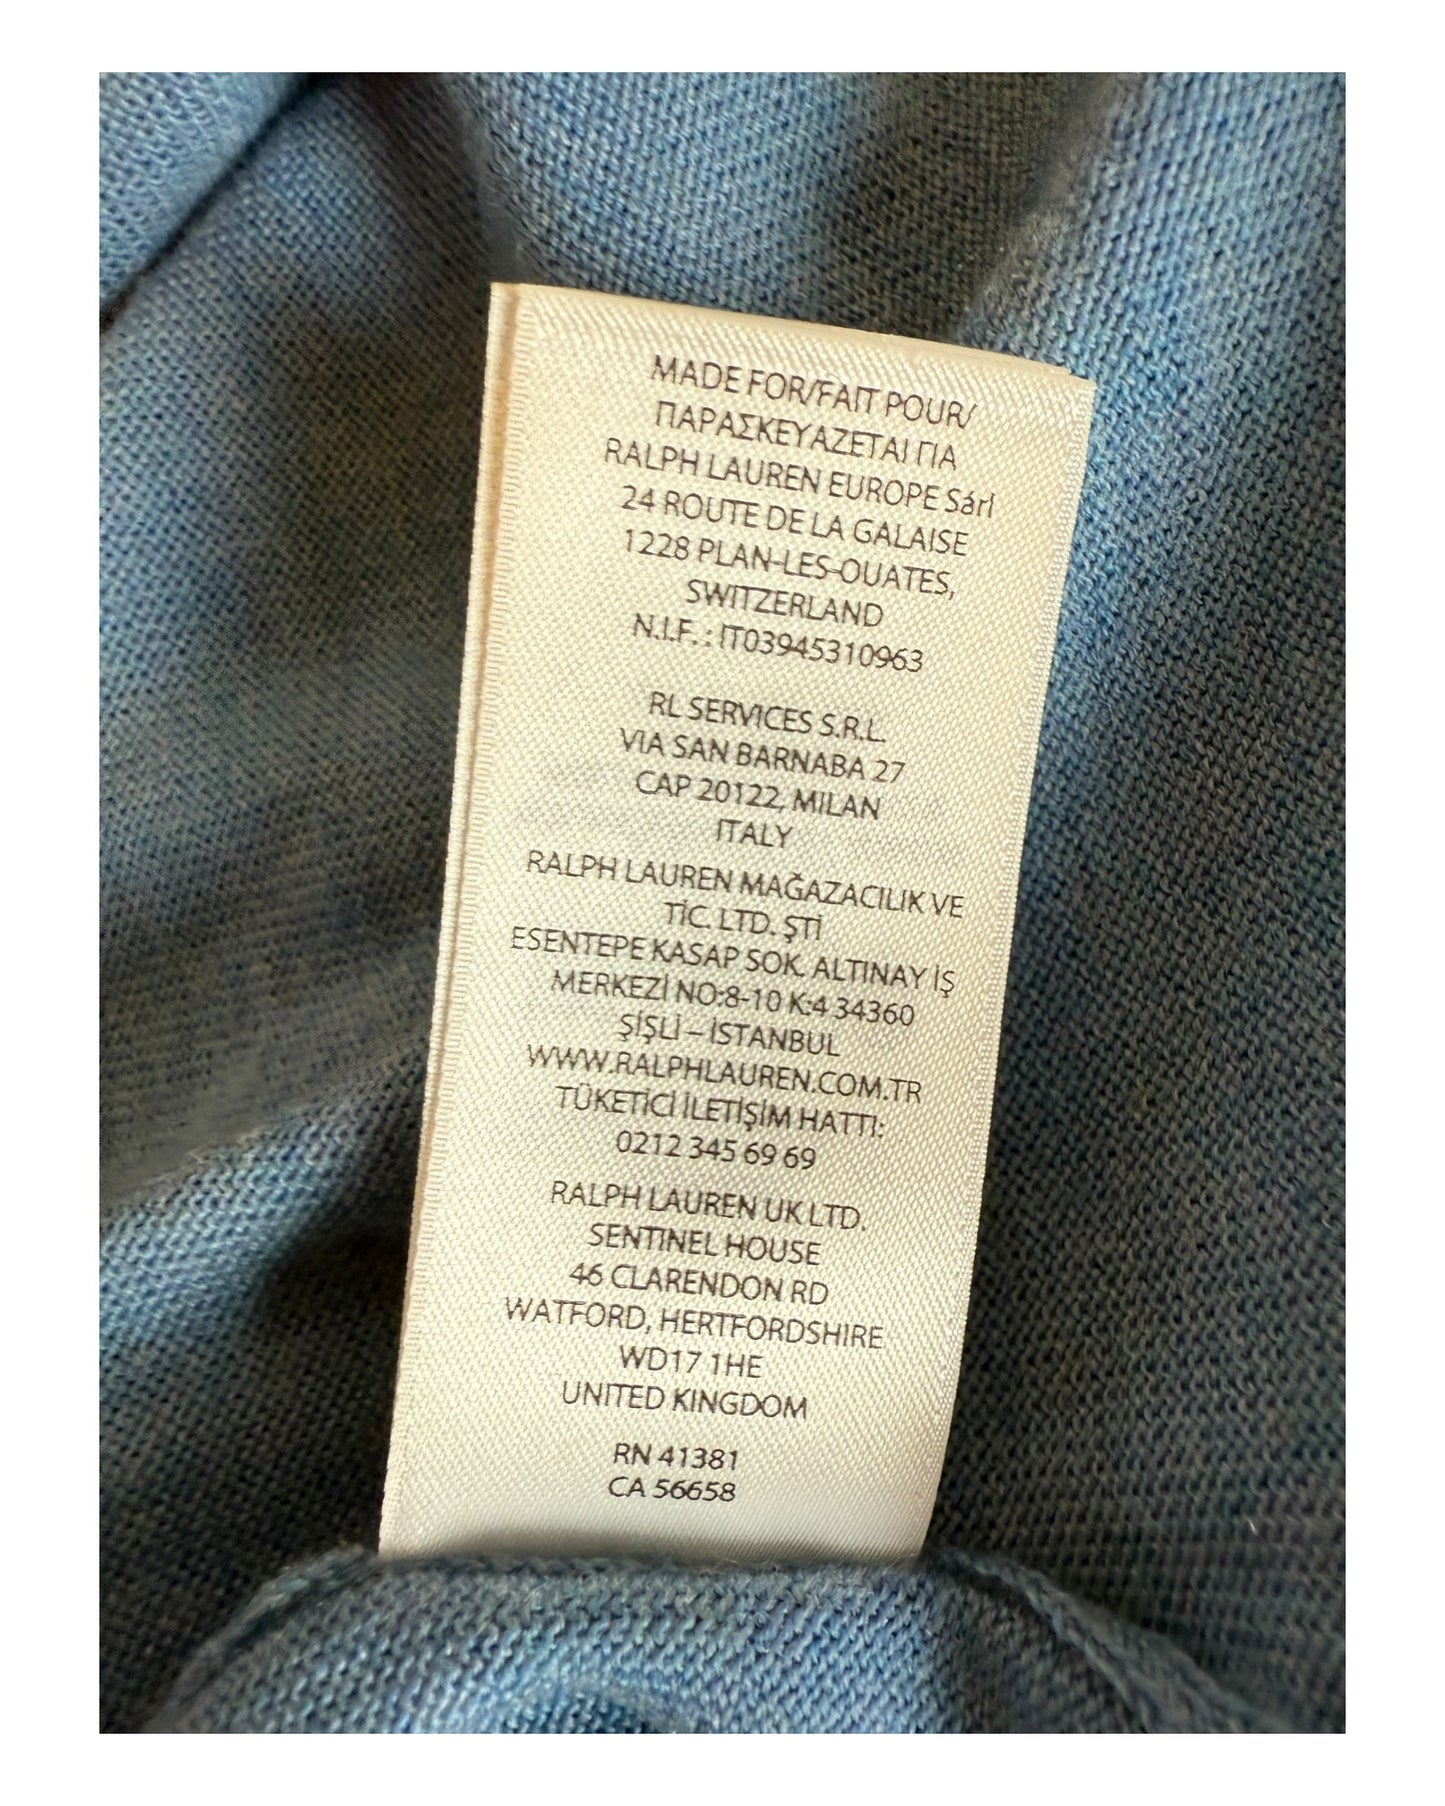 MADE FOR/FAIT POUR/
ΠΑΡΑΣΚΕΥΑΖΕΤΑΙ ΓΙΑ
RALPH LAUREN EUROPE Sárl
24 ROUTE DE LA GALAISE
1228 PLAN-LES-OUATES,
SWITZERLAND
N.I.F. : IT03945310963
RL SERVICES S.R.L.
VIA SAN BARNABA 27
CAP 20122, MILAN
ITALY
RALPH LAUREN MAĞAZACILIK VE
TİC. LTD. ŞTİ
ESENTEPE KASAP SOK. ALTINAY İŞ
MERKEZİ NO:8-10 K:4 34360
ŞİŞLİ – İSTANBUL
WWW.RALPHLAUREN.COM.TR
TÜKETİCİ İLETİŞİM HATTI:
0212 345 69 69
RALPH LAUREN UK LTD.
SENTINEL HOUSE
46 CLARENDON RD
WATFORD, HERTFORDSHIRE
WD17 1HE
UNITED KINGDOM
RN 41381
CA 56658